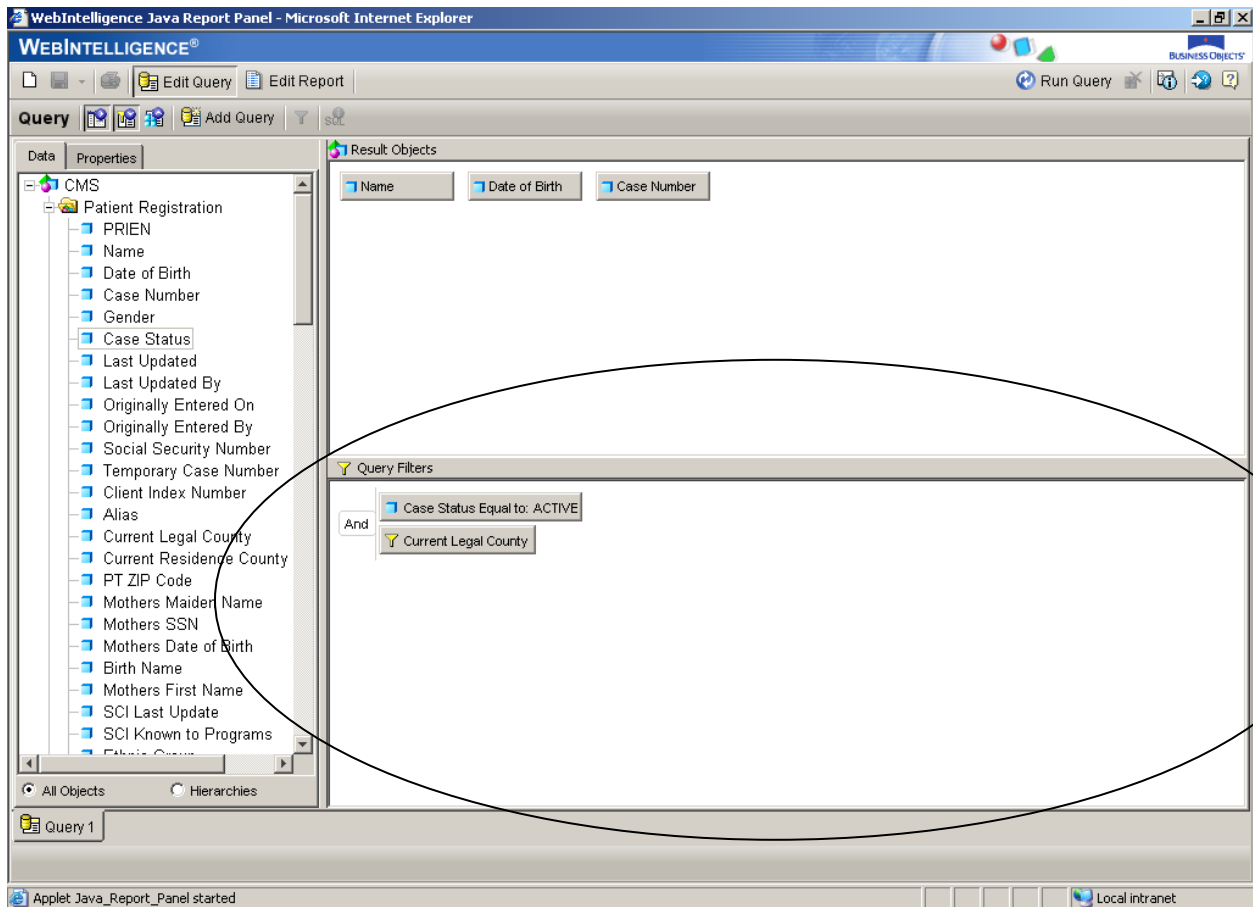 WebIntelligence Java Report Panel - Microsoft Internet Explorer
WEBINTELLIGENCE®
BUSINESS OBJECTS
Edit Query Edit Report Run Query
Query Add Query SQL
Data Properties
Result Objects
CMS
Name Date of Birth Case Number
Patient Registration
PRIEN
Name
Date of Birth
Case Number
Gender
Case Status
Last Updated
Last Updated By
Originally Entered On
Originally Entered By
Social Security Number
Temporary Case Number
Query Filters
Client Index Number
Case Status Equal to: ACTIVE
Alias
And
Current Legal County
Current Legal County
Current Residence County
PT ZIP Code
Mothers Maiden Name
Mothers SSN
Mothers Date of Birth
Birth Name
Mothers First Name
SCI Last Update
SCI Known to Programs
All Objects Hierarchies
Query 1
Applet Java_Report_Panel started Local intranet